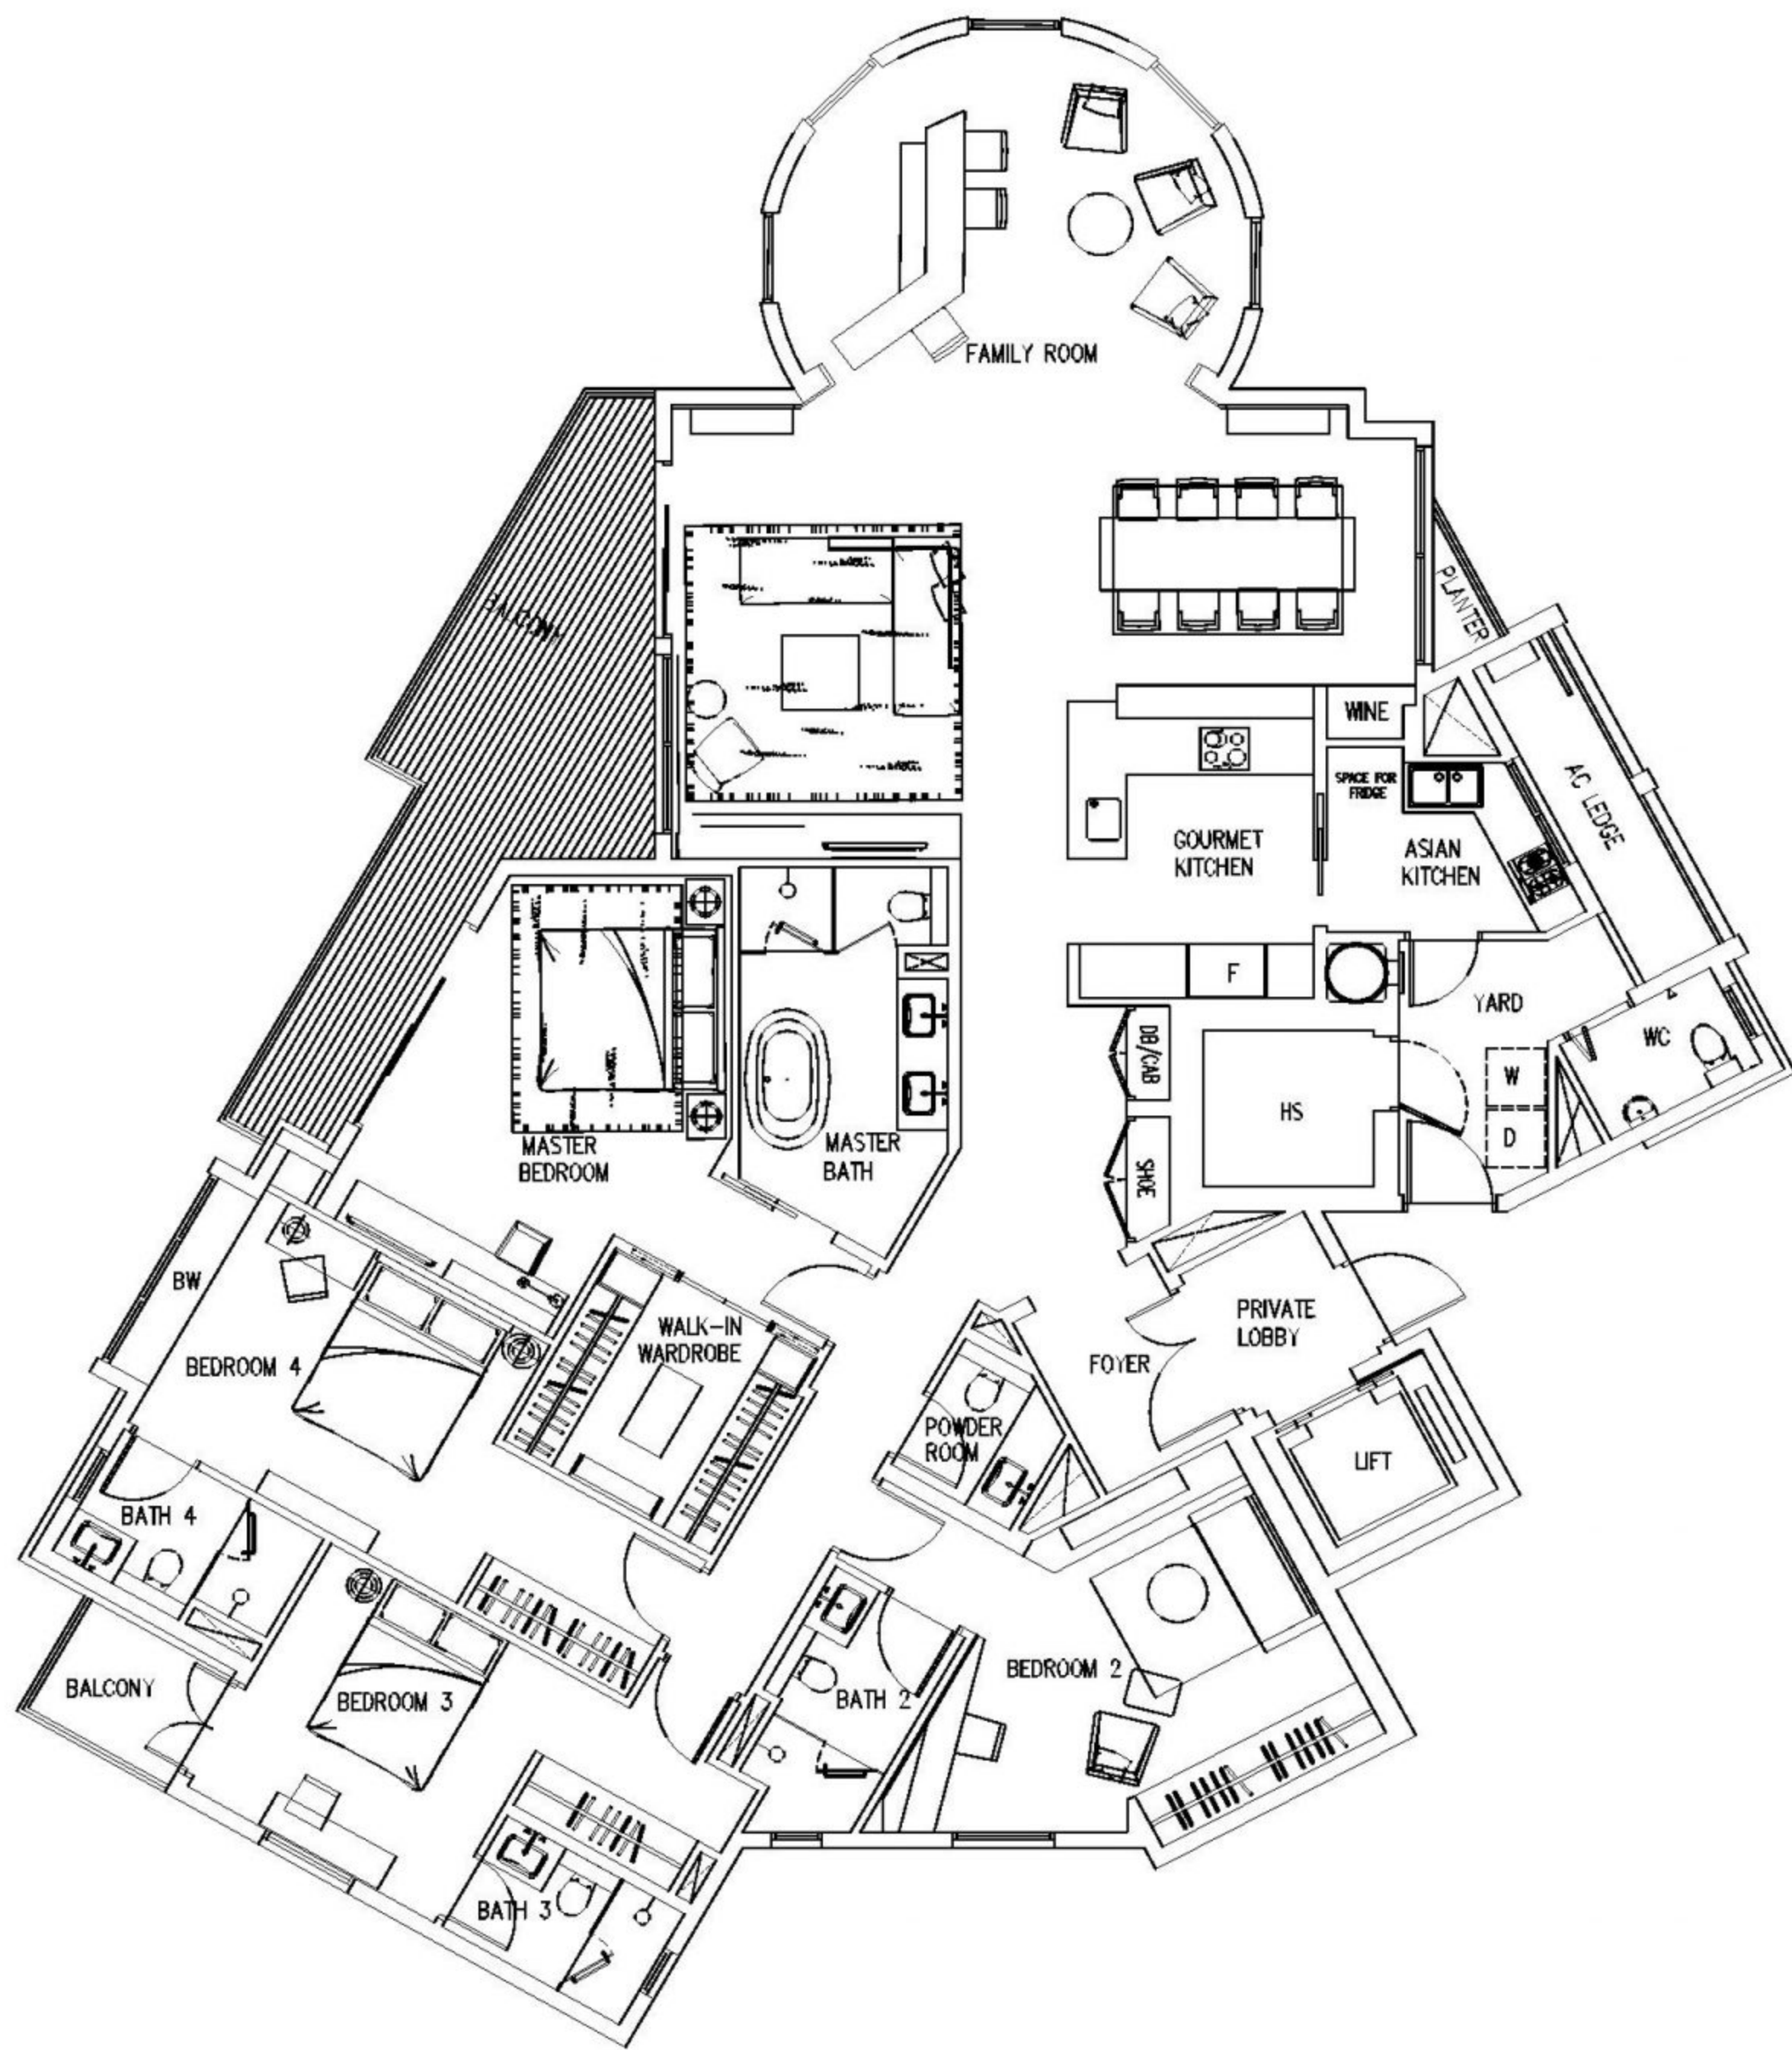 FAMILY ROOM
BALCONY
PLANTER
WINE
SPACE FOR
FRIDGE
AC LEDGE
GOURMET
KITCHEN
ASIAN
KITCHEN
F
YARD
WC
DB/CAB
W
HS
D
MASTER
BEDROOM
MASTER
BATH
SHOE
BW
PRIVATE
LOBBY
WALK-IN
WARDROBE
BEDROOM 4
FOYER
POWDER
ROOM
LIFT
BATH 4
BEDROOM 2
BALCONY
BEDROOM 3
BATH 2
BATH 3